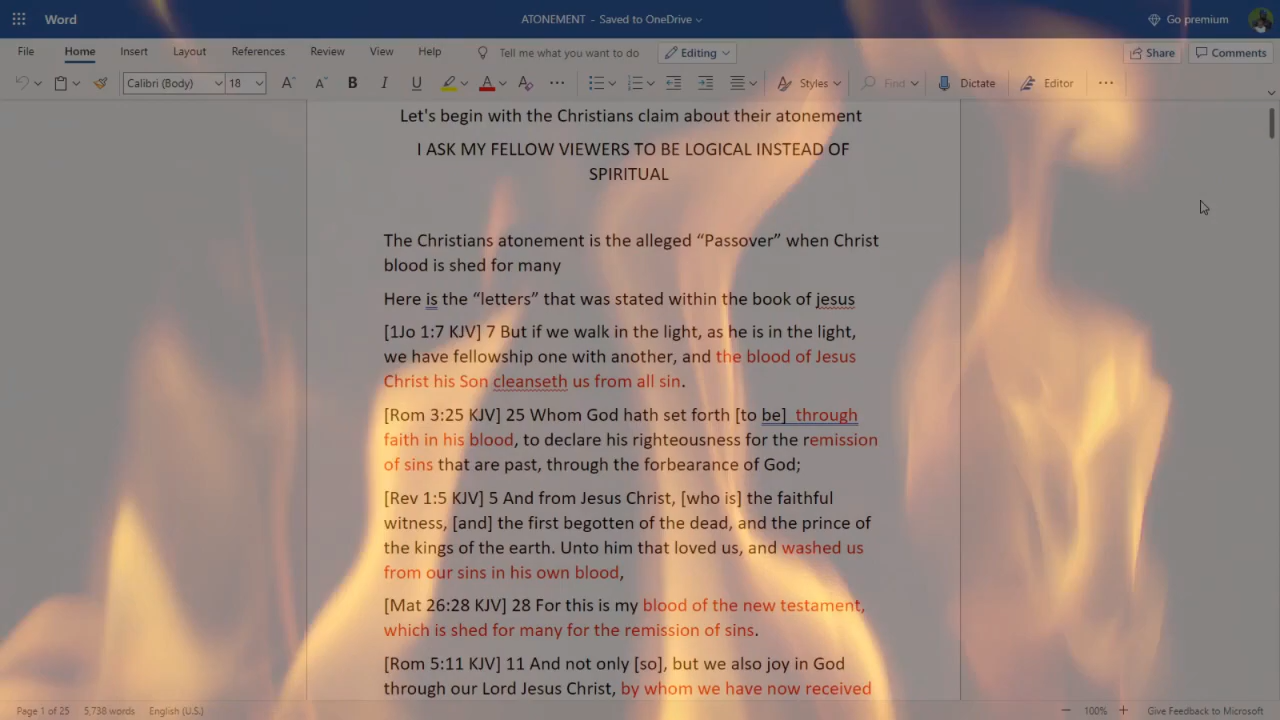 Word
ATONEMENT - Saved to OneDrive
Go premium
File Home Insert Layout References Review View Help Tell me what you want to do Editing Share Comments
Calibri (Body) 18 A A B I U A A Styles Find Dictate Editor
Let's begin with the Christians claim about their atonement
I ASK MY FELLOW VIEWERS TO BE LOGICAL INSTEAD OF
SPIRITUAL
The Christians atonement is the alleged “Passover” when Christ
blood is shed for many
Here is the “letters” that was stated within the book of jesus
[1Jo 1:7 KJV] 7 But if we walk in the light, as he is in the light,
we have fellowship one with another, and the blood of Jesus
Christ his Son cleanseth us from all sin.
[Rom 3:25 KJV] 25 Whom God hath set forth [to be] through
faith in his blood, to declare his righteousness for the remission
of sins that are past, through the forbearance of God;
[Rev 1:5 KJV] 5 And from Jesus Christ, [who is] the faithful
witness, [and] the first begotten of the dead, and the prince of
the kings of the earth. Unto him that loved us, and washed us
from our sins in his own blood,
[Mat 26:28 KJV] 28 For this is my blood of the new testament,
which is shed for many for the remission of sins.
[Rom 5:11 KJV] 11 And not only [so], but we also joy in God
through our Lord Jesus Christ, by whom we have now received
Page 1 of 25 5,738 words English (U.S.) 100% Give Feedback to Microsoft